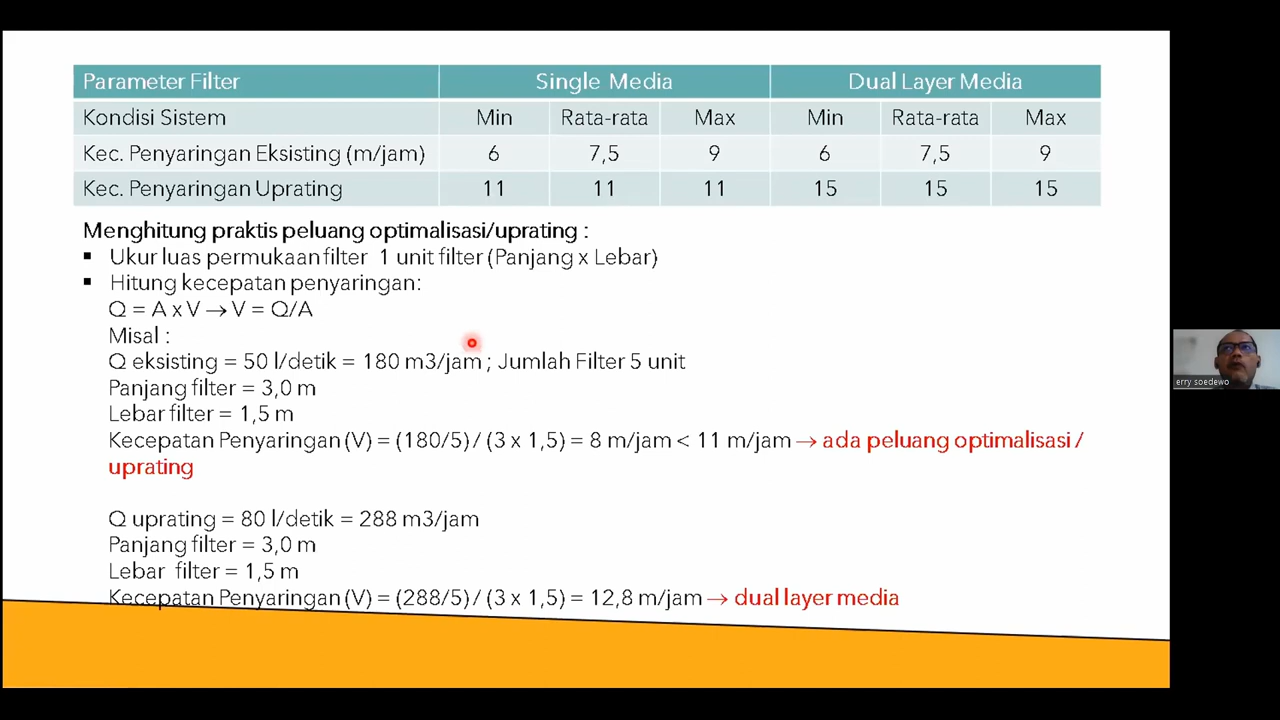 Parameter Filter Single Media Dual Layer Media
Kondisi Sistem Min Rata-rata Max Min Rata-rata Max
Kec. Penyaringan Eksisting (m/jam) 6 7,5 9 6 7,5 9
Kec. Penyaringan Uprating 11 11 11 15 15 15
Menghitung praktis peluang optimalisasi/uprating :
▪ Ukur luas permukaan filter 1 unit filter (Panjang x Lebar)
▪ Hitung kecepatan penyaringan:
Q = A x V → V = Q/A
Misal :
Q eksisting = 50 l/detik = 180 m3/jam ; Jumlah Filter 5 unit
Panjang filter = 3,0 m
Lebar filter = 1,5 m
Kecepatan Penyaringan (V) = (180/5) / (3 x 1,5) = 8 m/jam < 11 m/jam → ada peluang optimalisasi /
uprating
Q uprating = 80 l/detik = 288 m3/jam
Panjang filter = 3,0 m
Lebar filter = 1,5 m
Kecepatan Penyaringan (V) = (288/5) / (3 x 1,5) = 12,8 m/jam → dual layer media
erry soedewo